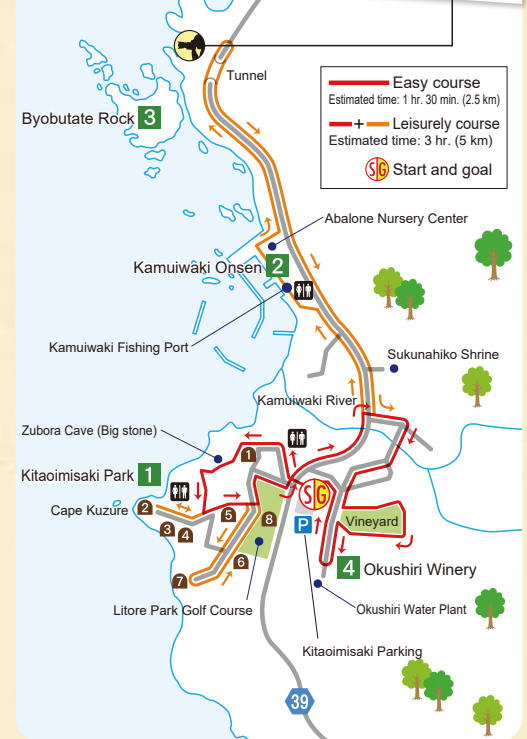 Tunnel
Easy course
Estimated time: 1 hr. 30 min. (2.5 km)
+ Leisurely course
Estimated time: 3 hr. (5 km)
SG Start and goal
Byobutate Rock 3
Abalone Nursery Center
Kamuiwaki Onsen 2
Kamuiwaki Fishing Port
Sukunahiko Shrine
Kamuiwaki River
Zubora Cave (Big stone)
1
Kitaoimisaki Park 1
SG
Cape Kuzure
2
3
4
5
6
7
8
P
Vineyard
4 Okushiri Winery
Litore Park Golf Course
Okushiri Water Plant
Kitaoimisaki Parking
39